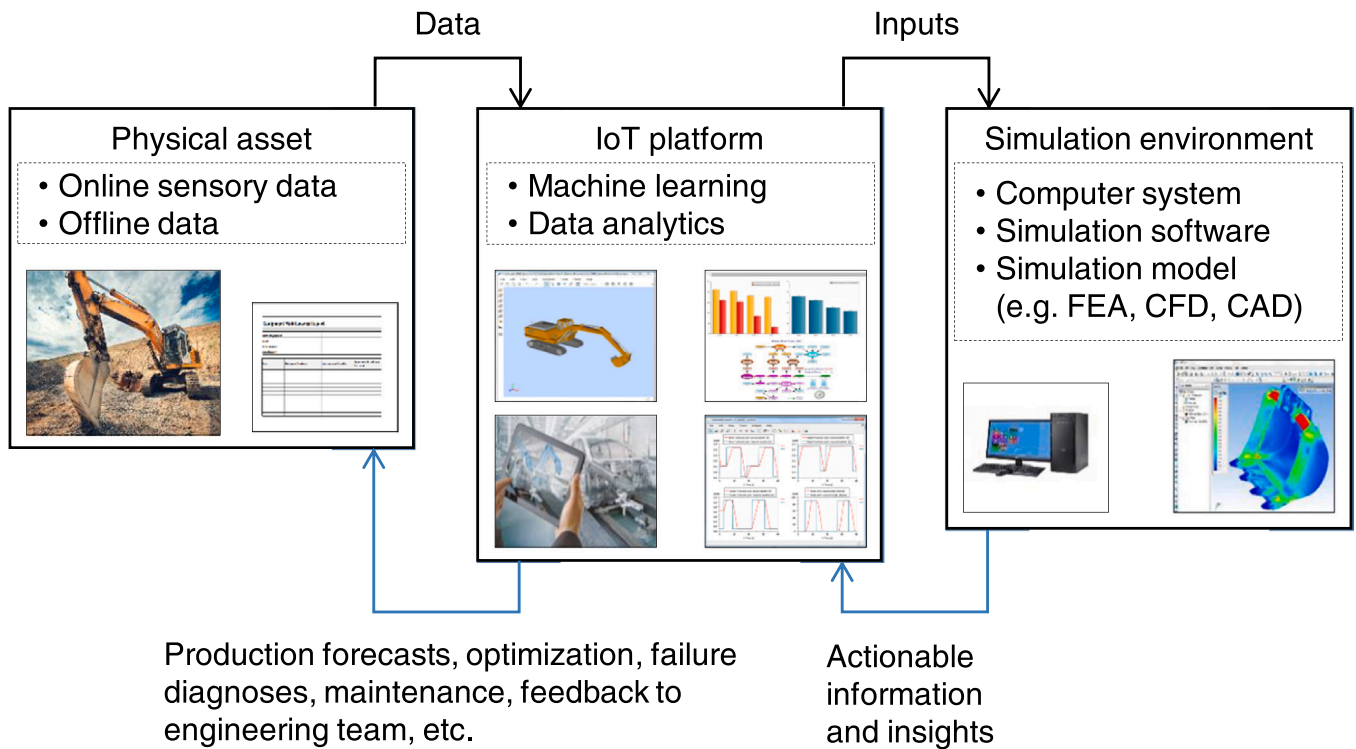 Data
Inputs
Physical asset
• Online sensory data
• Offline data
IoT platform
• Machine learning
• Data analytics
Simulation environment
• Computer system
• Simulation software
• Simulation model
(e.g. FEA, CFD, CAD)
Production forecasts, optimization, failure
diagnoses, maintenance, feedback to
engineering team, etc.
Actionable
information
and insights